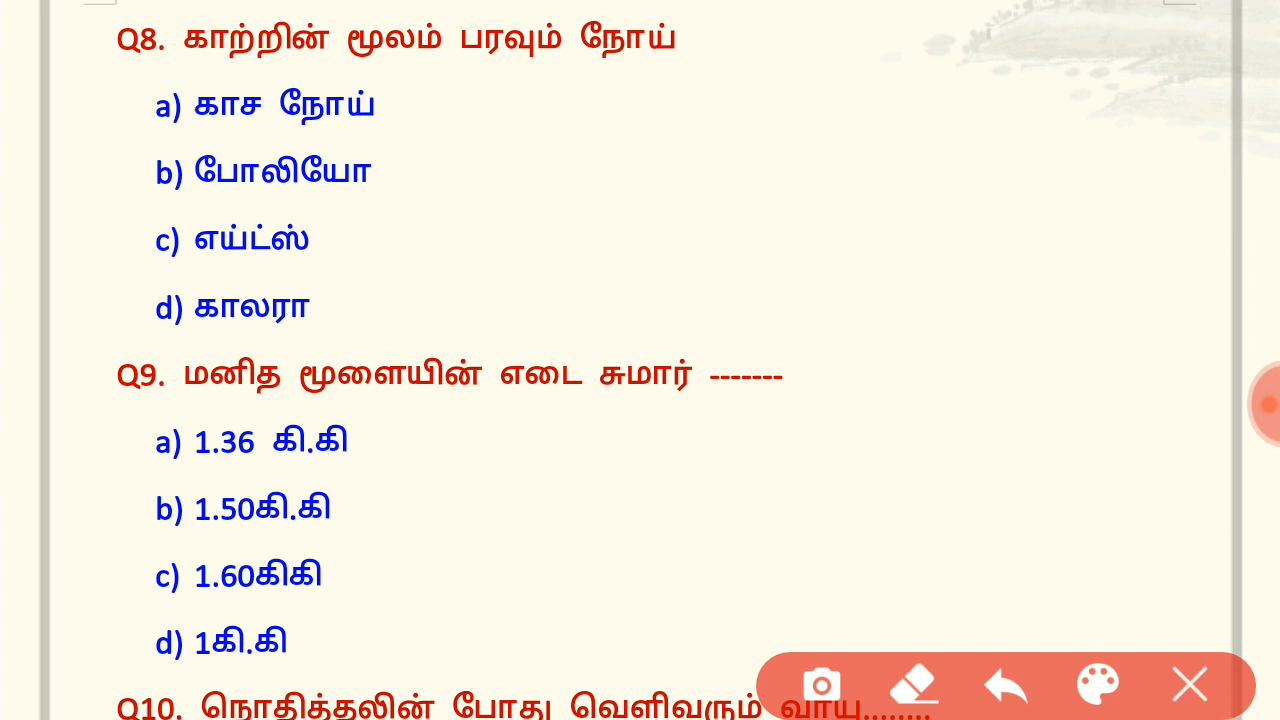 Q8. காற்றின் மூலம் பரவும் நோய்
a) காச நோய்
b) போலியோ
c) எய்ட்ஸ்
d) காலரா
Q9. மனித மூளையின் எடை சுமார் -------
a) 1.36 கி.கி
b) 1.50கி.கி
c) 1.60கிகி
d) 1கி.கி
Q10. நொதித்தலின் போது வெளிவரும் வாயு........